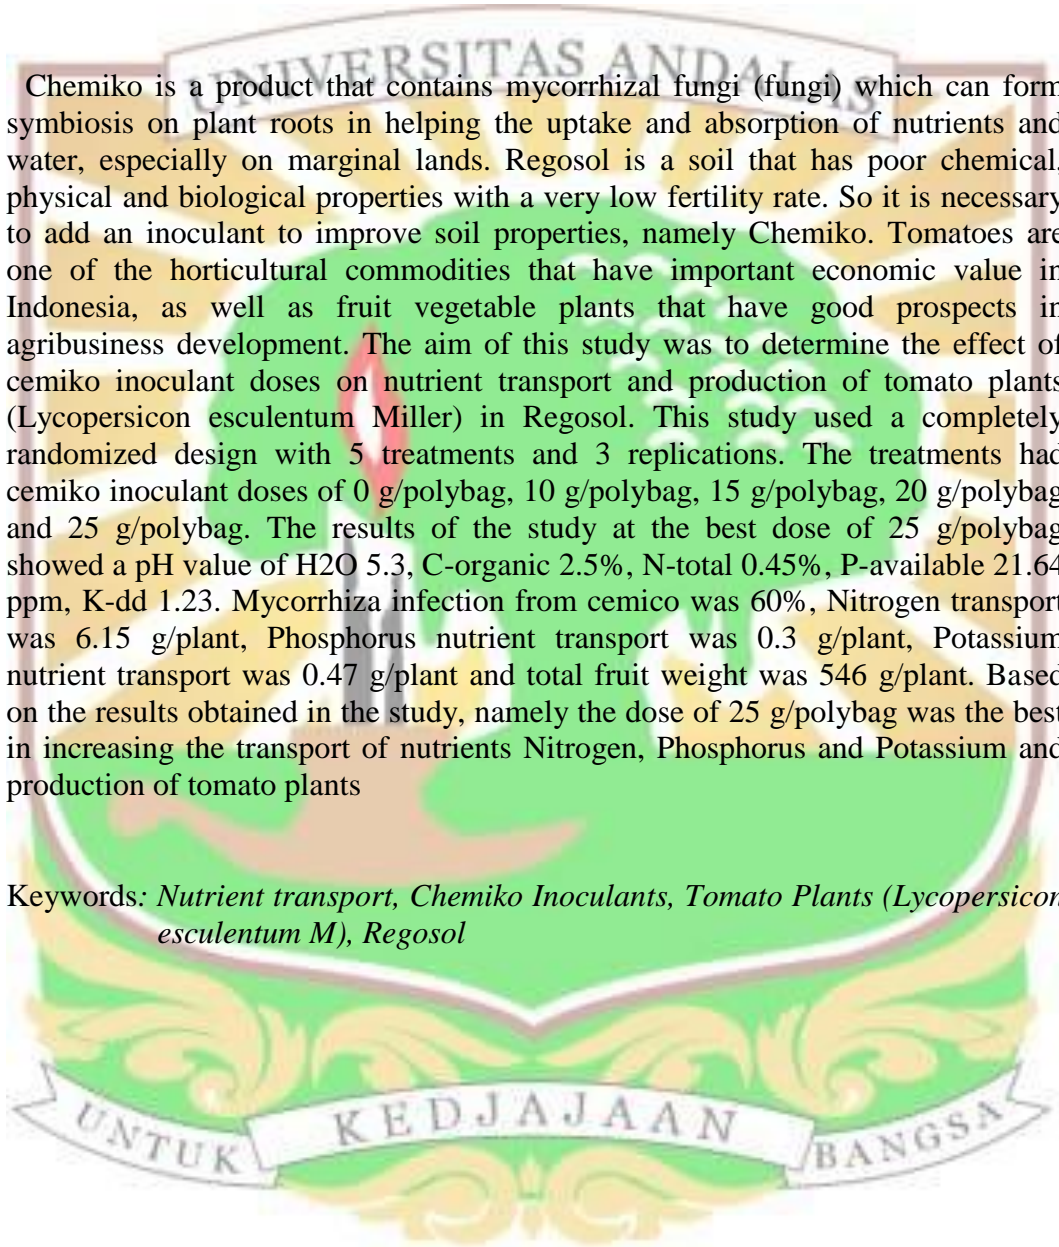 UNIVERSITAS ANDALAS
Chemiko is a product that contains mycorrhizal fungi (fungi) which can form
symbiosis on plant roots in helping the uptake and absorption of nutrients and
water, especially on marginal lands. Regosol is a soil that has poor chemical,
physical and biological properties with a very low fertility rate. So it is necessary
to add an inoculant to improve soil properties, namely Chemiko. Tomatoes are
one of the horticultural commodities that have important economic value in
Indonesia, as well as fruit vegetable plants that have good prospects in
agribusiness development. The aim of this study was to determine the effect of
cemiko inoculant doses on nutrient transport and production of tomato plants
(Lycopersicon esculentum Miller) in Regosol. This study used a completely
randomized design with 5 treatments and 3 replications. The treatments had
cemiko inoculant doses of 0 g/polybag, 10 g/polybag, 15 g/polybag, 20 g/polybag
and 25 g/polybag. The results of the study at the best dose of 25 g/polybag
showed a pH value of H2O 5.3, C-organic 2.5%, N-total 0.45%, P-available 21.64
ppm, K-dd 1.23. Mycorrhiza infection from cemico was 60%, Nitrogen transport
was 6.15 g/plant, Phosphorus nutrient transport was 0.3 g/plant, Potassium
nutrient transport was 0.47 g/plant and total fruit weight was 546 g/plant. Based
on the results obtained in the study, namely the dose of 25 g/polybag was the best
in increasing the transport of nutrients Nitrogen, Phosphorus and Potassium and
production of tomato plants
Keywords: Nutrient transport, Chemiko Inoculants, Tomato Plants (Lycopersicon
esculentum M), Regosol
UNTUK KEDJAJAAN BANGSA